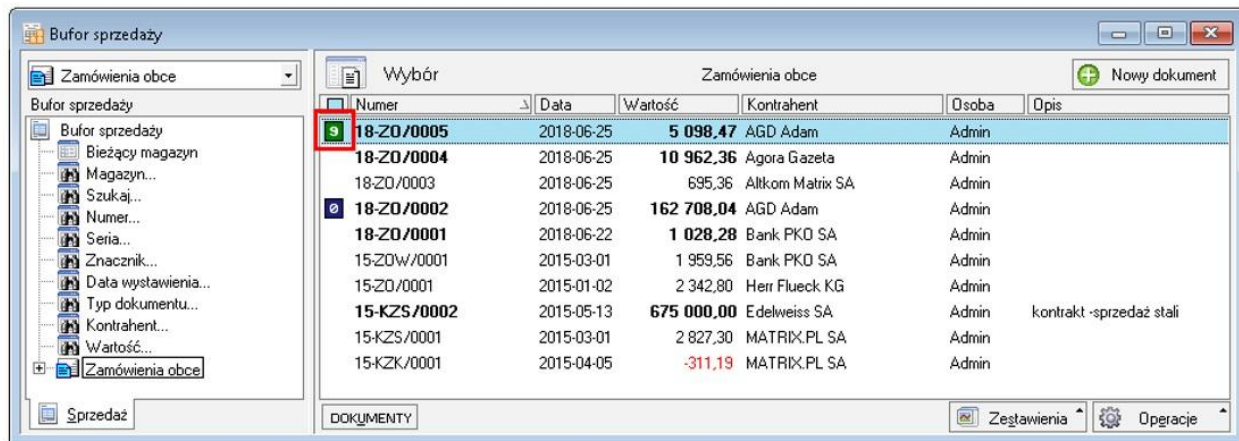 Bufor sprzedaży
Zamówienia obce
Wybór Zamówienia obce Nowy dokument
Bufor sprzedaży
Numer Data Wartość Kontrahent Osoba Opis
9 18-ZO/0005 2018-06-25 5 098,47 AGD Adam Admin
18-ZO/0004 2018-06-25 10 962,36 Agora Gazeta Admin
18-ZO/0003 2018-06-25 695,36 Altkom Matrix SA Admin
0 18-ZO/0002 2018-06-25 162 708,04 AGD Adam Admin
18-ZO/0001 2018-06-22 1 028,28 Bank PKO SA Admin
15-ZOW/0001 2015-03-01 1 959,56 Bank PKO SA Admin
15-ZO/0001 2015-01-02 2 342,80 Herr Flueck KG Admin
15-KZS/0002 2015-05-13 675 000,00 Edelweiss SA Admin kontrakt -sprzedaż stali
15-KZS/0001 2015-03-01 2 827,30 MATRIX.PL SA Admin
15-KZK/0001 2015-04-05 -311,19 MATRIX.PL SA Admin
Bufor sprzedaży
Bieżący magazyn
Magazyn...
Szukaj...
Numer...
Seria...
Znacznik...
Data wystawienia...
Typ dokumentu...
Kontrahent...
Wartość...
Zamówienia obce
Sprzedaż
DOKUMENTY Zestawienia Operacje